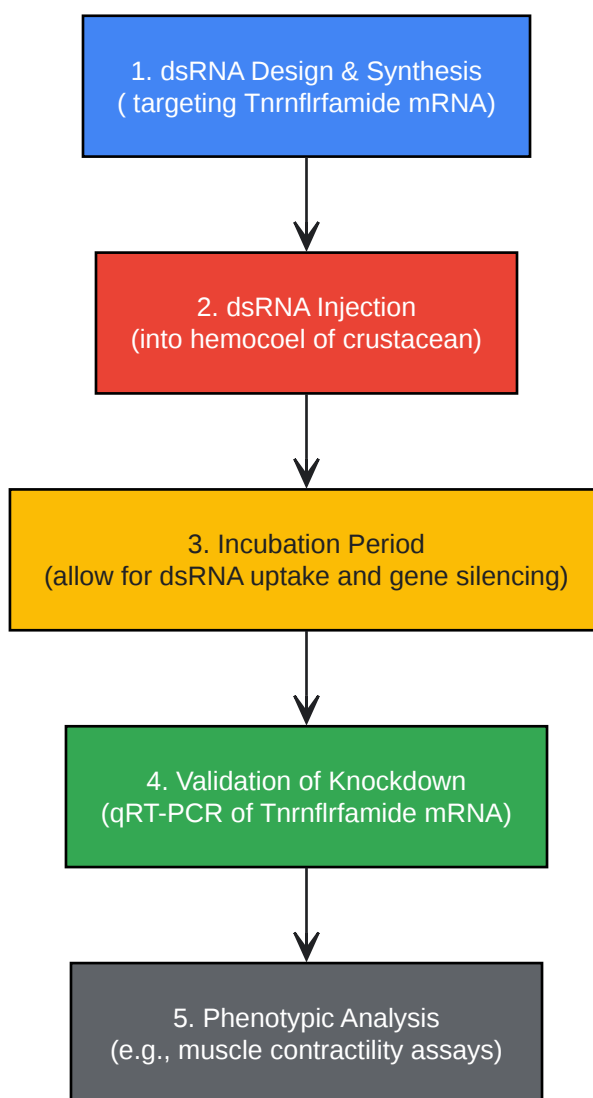 1. dsRNA Design & Synthesis
( targeting Tnrnflrfamide mRNA)
2. dsRNA Injection
(into hemocoel of crustacean)
3. Incubation Period
(allow for dsRNA uptake and gene silencing)
4. Validation of Knockdown
(qRT-PCR of Tnrnflrfamide mRNA)
5. Phenotypic Analysis
(e.g., muscle contractility assays)